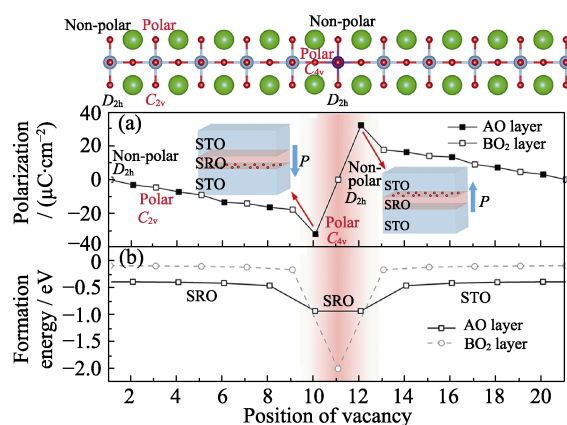 Non-polar Polar Non-polar
Polar
C4v
D2h C2v D2h
(a)
Polarization
/ (μC·cm−2)
40
20
0
−20
−40
Non-polar
D2h
Polar
C2v
STO
SRO
STO
P
Polar
C4v
Non-
polar
D2h
AO layer
BO2 layer
STO
SRO
STO
P
(b)
Formation
energy / eV
0
−0.5
−1.0
−1.5
−2.0
SRO SRO STO
AO layer
BO2 layer
2 4 6 8 10 11 12 14 16 18 20
Position of vacancy